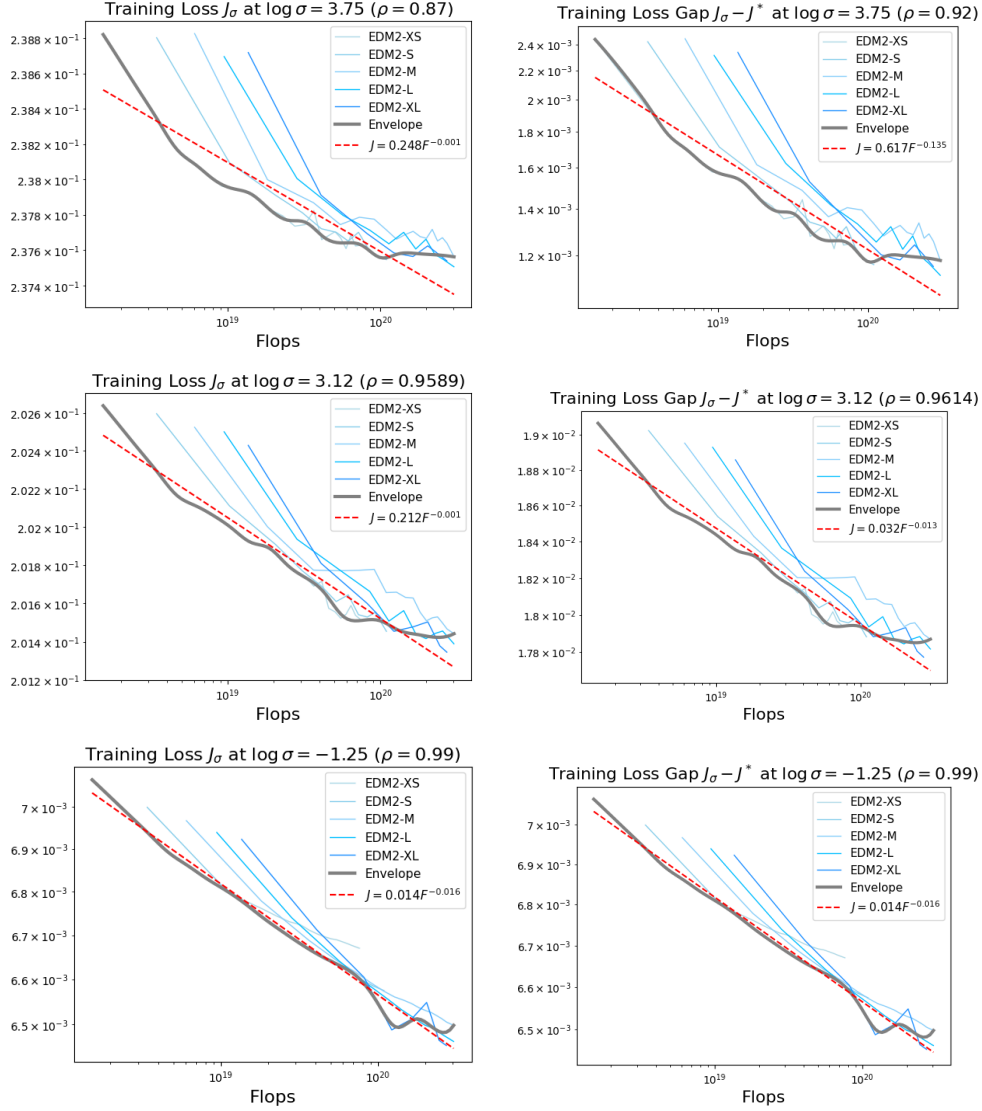 Training Loss J_σ at log σ = 3.75 (ρ = 0.87)
2.388 × 10⁻¹
2.386 × 10⁻¹
2.384 × 10⁻¹
2.382 × 10⁻¹
2.38 × 10⁻¹
2.378 × 10⁻¹
2.376 × 10⁻¹
2.374 × 10⁻¹
EDM2-XS
EDM2-S
EDM2-M
EDM2-L
EDM2-XL
Envelope
J = 0.248F^−0.001
10¹⁹
10²⁰
Flops
Training Loss Gap J_σ − J* at log σ = 3.75 (ρ = 0.92)
2.4 × 10⁻³
2.2 × 10⁻³
2 × 10⁻³
1.8 × 10⁻³
1.6 × 10⁻³
1.4 × 10⁻³
1.2 × 10⁻³
EDM2-XS
EDM2-S
EDM2-M
EDM2-L
EDM2-XL
Envelope
J = 0.617F^−0.135
10¹⁹
10²⁰
Flops
Training Loss J_σ at log σ = 3.12 (ρ = 0.9589)
2.026 × 10⁻¹
2.024 × 10⁻¹
2.022 × 10⁻¹
2.02 × 10⁻¹
2.018 × 10⁻¹
2.016 × 10⁻¹
2.014 × 10⁻¹
2.012 × 10⁻¹
EDM2-XS
EDM2-S
EDM2-M
EDM2-L
EDM2-XL
Envelope
J = 0.212F^−0.001
10¹⁹
10²⁰
Flops
Training Loss Gap J_σ − J* at log σ = 3.12 (ρ = 0.9614)
1.9 × 10⁻²
1.88 × 10⁻²
1.86 × 10⁻²
1.84 × 10⁻²
1.82 × 10⁻²
1.8 × 10⁻²
1.78 × 10⁻²
EDM2-XS
EDM2-S
EDM2-M
EDM2-L
EDM2-XL
Envelope
J = 0.032F^−0.013
10¹⁹
10²⁰
Flops
Training Loss J_σ at log σ = −1.25 (ρ = 0.99)
7 × 10⁻³
6.9 × 10⁻³
6.8 × 10⁻³
6.7 × 10⁻³
6.6 × 10⁻³
6.5 × 10⁻³
EDM2-XS
EDM2-S
EDM2-M
EDM2-L
EDM2-XL
Envelope
J = 0.014F^−0.016
10¹⁹
10²⁰
Flops
Training Loss Gap J_σ − J* at log σ = −1.25 (ρ = 0.99)
7 × 10⁻³
6.9 × 10⁻³
6.8 × 10⁻³
6.7 × 10⁻³
6.6 × 10⁻³
6.5 × 10⁻³
EDM2-XS
EDM2-S
EDM2-M
EDM2-L
EDM2-XL
Envelope
J = 0.014F^−0.016
10¹⁹
10²⁰
Flops